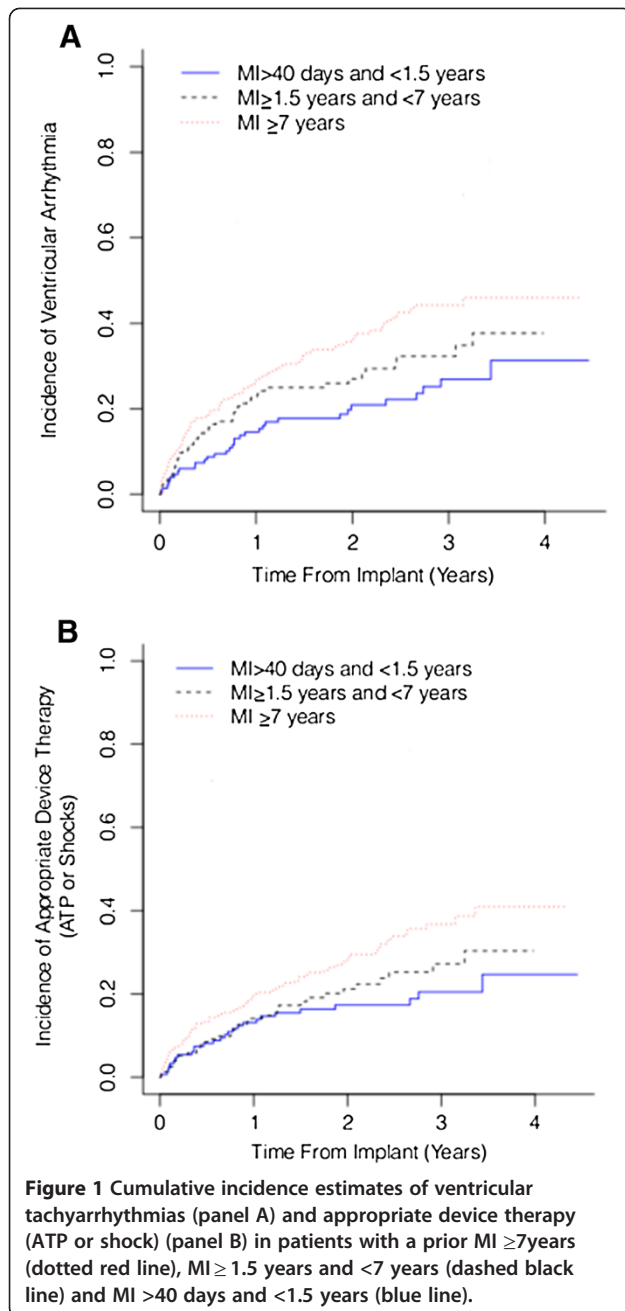 A
MI>40 days and <1.5 years
MI≥1.5 years and <7 years
MI ≥7 years
Incidence of Ventricular Arrhythmia
1.0
0.8
0.6
0.4
0.2
0.0
0 1 2 3 4
Time From Implant (Years)
B
MI>40 days and <1.5 years
MI≥1.5 years and <7 years
MI ≥7 years
Incidence of Appropriate Device Therapy
(ATP or Shocks)
1.0
0.8
0.6
0.4
0.2
0.0
0 1 2 3 4
Time From Implant (Years)
Figure 1 Cumulative incidence estimates of ventricular
tachyarrhythmias (panel A) and appropriate device therapy
(ATP or shock) (panel B) in patients with a prior MI ≥7years
(dotted red line), MI ≥ 1.5 years and <7 years (dashed black
line) and MI >40 days and <1.5 years (blue line).